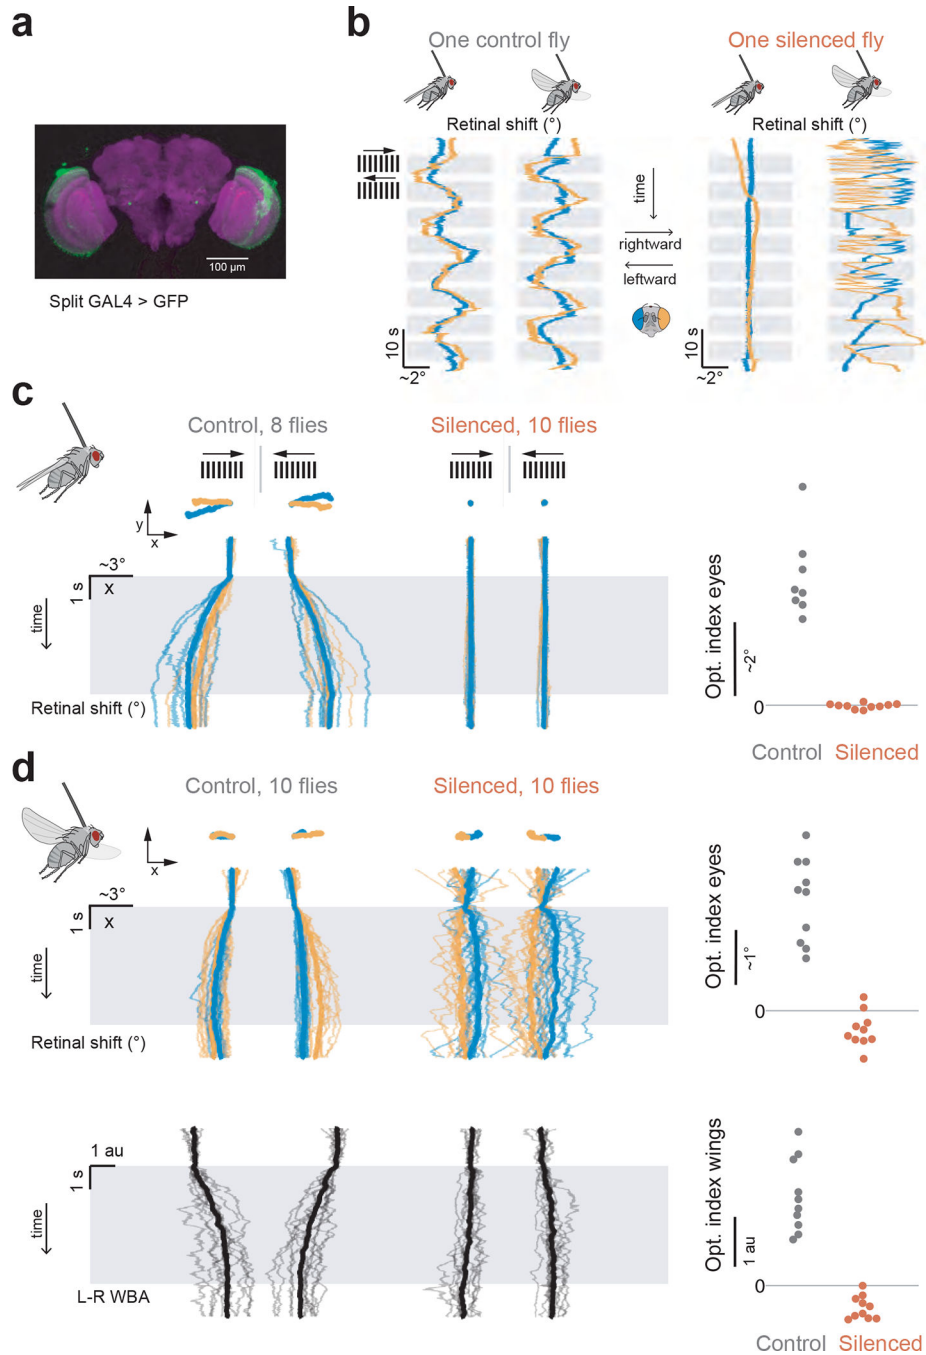 a
100 µm
Split GAL4 > GFP
b
One control fly
One silenced fly
Retinal shift (°)
Retinal shift (°)
time
rightward
leftward
10 s
~2°
10 s
~2°
c
Control, 8 flies
Silenced, 10 flies
y
x
~3°
1 s
x
time
Retinal shift (°)
Opt. index eyes
~2°
0
Control
Silenced
d
Control, 10 flies
Silenced, 10 flies
x
~3°
1 s
x
time
Retinal shift (°)
Opt. index eyes
~1°
0
1 au
1 s
time
L-R WBA
Opt. index wings
1 au
0
Control
Silenced